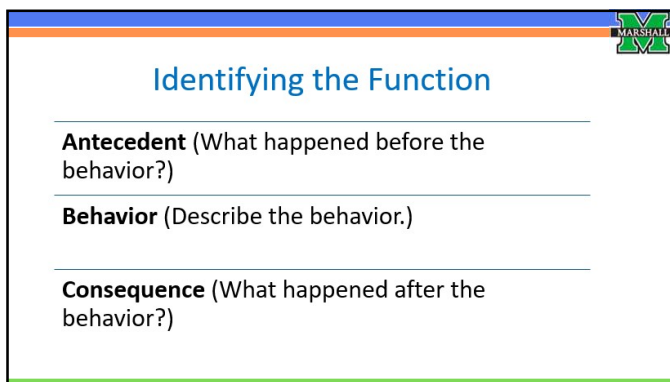 MARSHALL
Identifying the Function
Antecedent (What happened before the
behavior?)
Behavior (Describe the behavior.)
Consequence (What happened after the
behavior?)